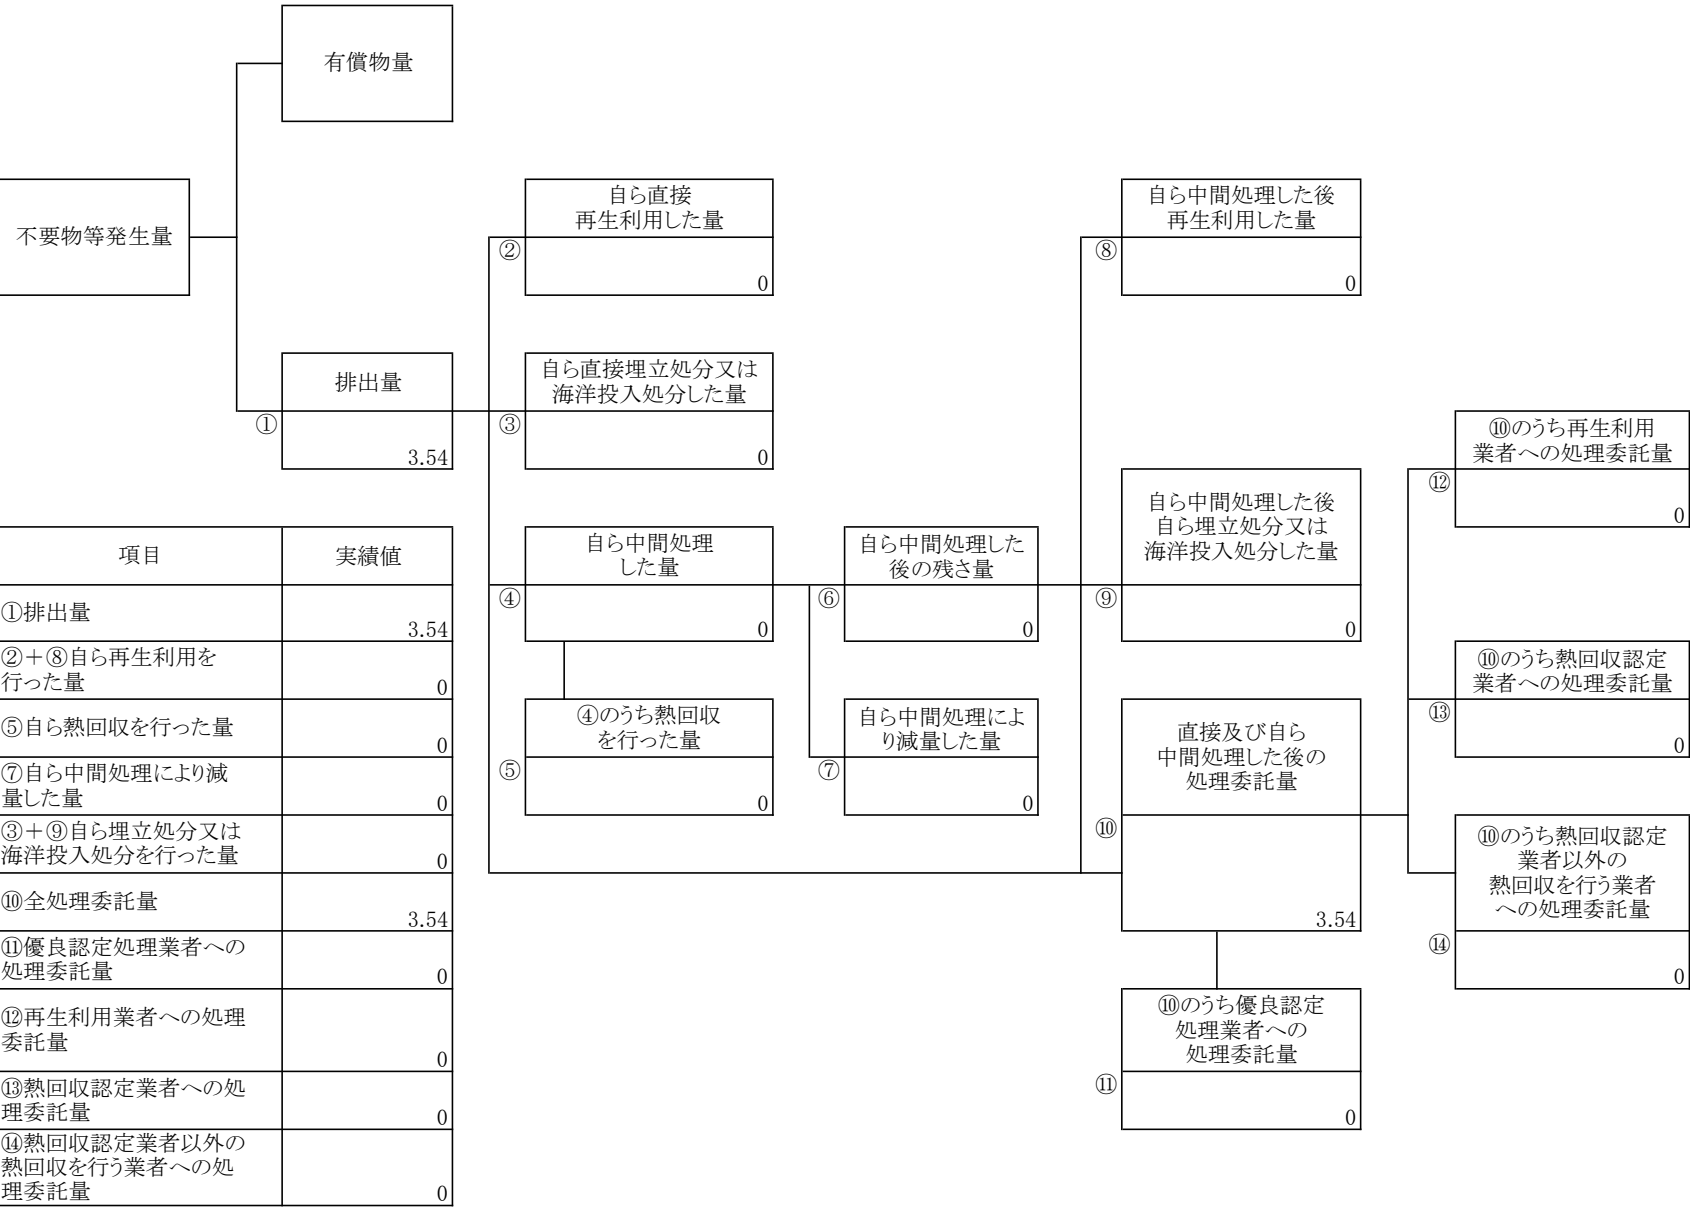 有償物量
不要物等発生量
自ら直接
再生利用した量
②
0
自ら中間処理した後
再生利用した量
⑧
0
排出量
①
3.54
自ら直接埋立処分又は
海洋投入処分した量
③
0
⑩のうち再生利用
業者への処理委託量
⑫
0
自ら中間処理
した量
④
0
自ら中間処理した
後の残さ量
⑥
0
自ら中間処理した後
自ら埋立処分又は
海洋投入処分した量
⑨
0
⑩のうち熱回収認定
業者への処理委託量
⑬
0
④のうち熱回収
を行った量
⑤
0
自ら中間処理によ
り減量した量
⑦
0
直接及び自ら
中間処理した後の
処理委託量
⑩
3.54
⑩のうち熱回収認定
業者以外の
熱回収を行う業者
への処理委託量
⑭
0
⑩のうち優良認定
処理業者への
処理委託量
⑪
0
項目 実績値
①排出量
3.54
②＋⑧自ら再生利用を
行った量
0
⑤自ら熱回収を行った量
0
⑦自ら中間処理により減
量した量
0
③＋⑨自ら埋立処分又は
海洋投入処分を行った量
0
⑩全処理委託量
3.54
⑪優良認定処理業者への
処理委託量
0
⑫再生利用業者への処理
委託量
0
⑬熱回収認定業者への処
理委託量
0
⑭熱回収認定業者以外の
熱回収を行う業者への処
理委託量
0